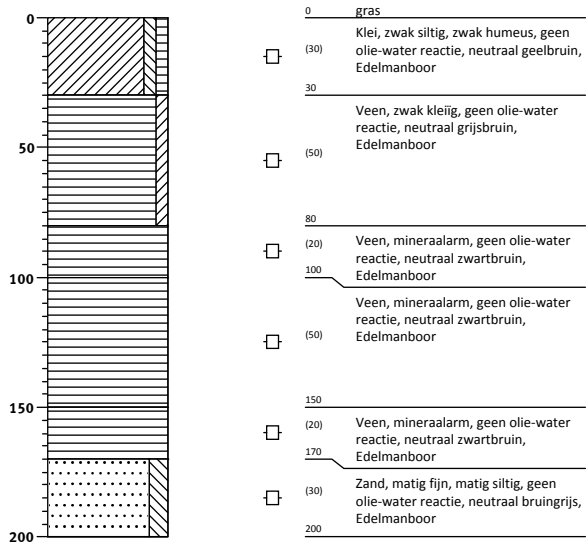 0
0 gras
(30) Klei, zwak siltig, zwak humeus, geen
olie-water reactie, neutraal geelbruin,
Edelmanboor
30
50
(50) Veen, zwak kleiïg, geen olie-water
reactie, neutraal grijsbruin,
Edelmanboor
80
(20) Veen, mineraalarm, geen olie-water
reactie, neutraal zwartbruin,
Edelmanboor
100
100
(50) Veen, mineraalarm, geen olie-water
reactie, neutraal zwartbruin,
Edelmanboor
150
150
(20) Veen, mineraalarm, geen olie-water
reactie, neutraal zwartbruin,
Edelmanboor
170
(30) Zand, matig fijn, matig siltig, geen
olie-water reactie, neutraal bruingrijs,
Edelmanboor
200
200